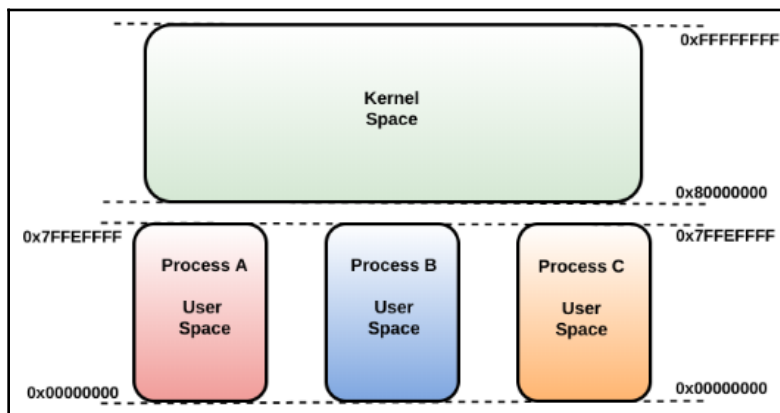 0xFFFFFFFF
Kernel
Space
0x80000000
0x7FFEFFFF
0x7FFEFFFF
Process A
User
Space
Process B
User
Space
Process C
User
Space
0x00000000
0x00000000